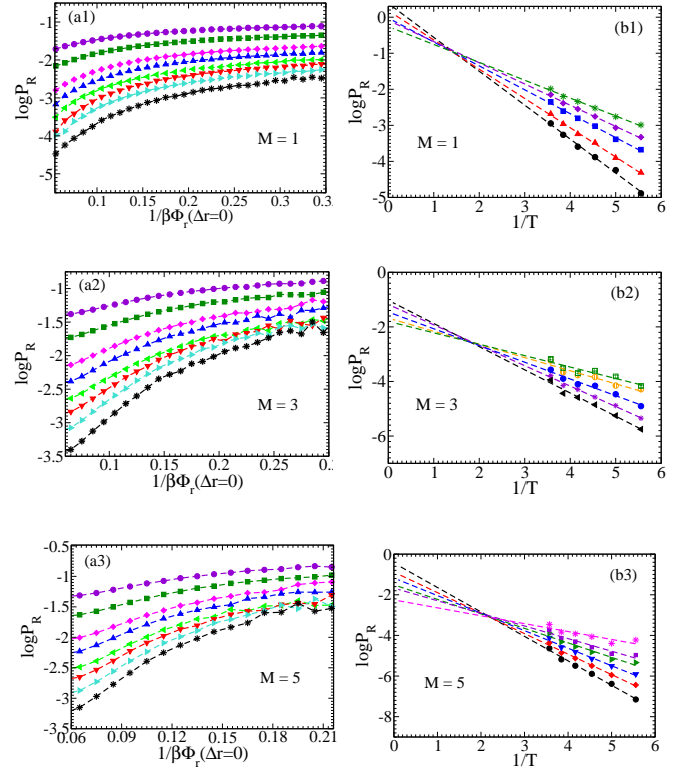 (a1)
-1
-2
-3
-4
-5
logP_R
M = 1
0.1 0.15 0.2 0.25 0.3 0.3
1/βΦ_r(Δr=0)
(b1)
0
-1
-2
-3
-4
-5
logP_R
M = 1
0 1 2 3 4 5 6
1/T
(a2)
-1
-1.5
-2
-2.5
-3
-3.5
logP_R
M = 3
0.1 0.15 0.2 0.25 0.3
1/βΦ_r(Δr=0)
(b2)
0
-2
-4
-6
logP_R
M = 3
0 1 2 3 4 5 6
1/T
(a3)
-0.5
-1
-1.5
-2
-2.5
-3
-3.5
logP_R
M = 5
0.06 0.09 0.12 0.15 0.18 0.21
1/βΦ_r(Δr=0)
(b3)
0
-2
-4
-6
-8
logP_R
M = 5
0 1 2 3 4 5 6
1/T